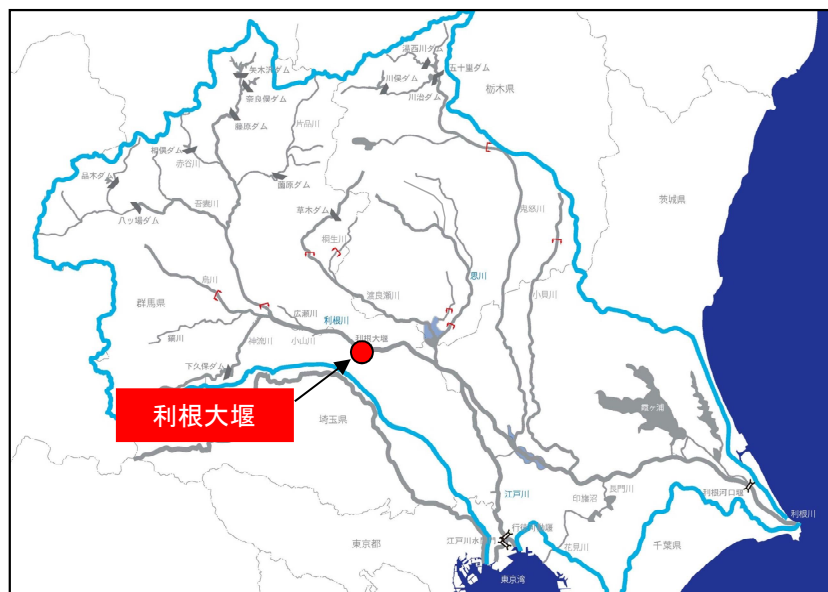 湯西川ダム
五十里ダム
川俣ダム
川治ダム
栃木県
矢木沢ダム
奈良俣ダム
藤原ダム
片品川
相俣ダム
赤谷川
薗原ダム
品木ダム
吾妻川
八ッ場ダム
草木ダム
桐生川
鬼怒川
茨城県
思川
小貝川
烏川
群馬県
広瀬川
利根川
渡良瀬川
利根大堰
鏑川
神流川
小山川
下久保ダム
利根大堰
埼玉県
霞ヶ浦
江戸川
印旛沼
長門川
利根河口堰
利根川
東京都
江戸川水閘門
花見川
千葉県
東京湾